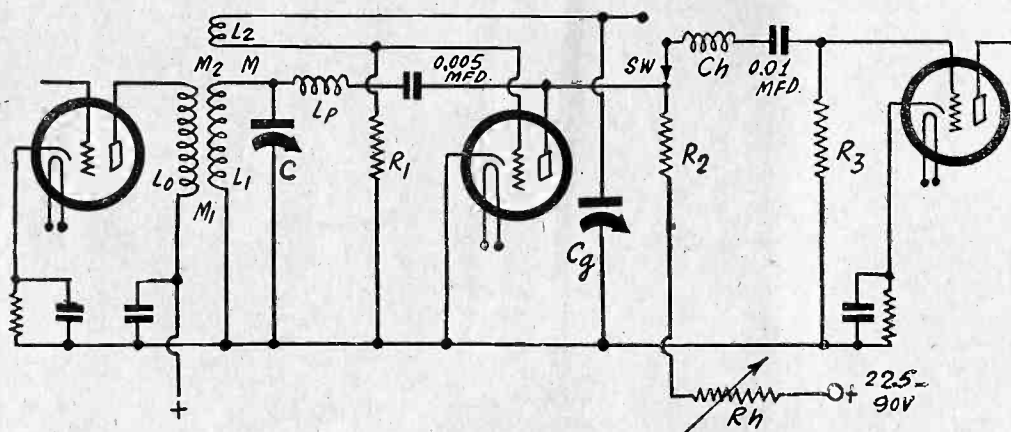 L2
M2 M
0.005
MFD.
SW
Ch
0.01
MFD.
Lp
Lo
L1
C
R1
R2
R3
M1
Cg
+
Rh
+ 22.5-
90V